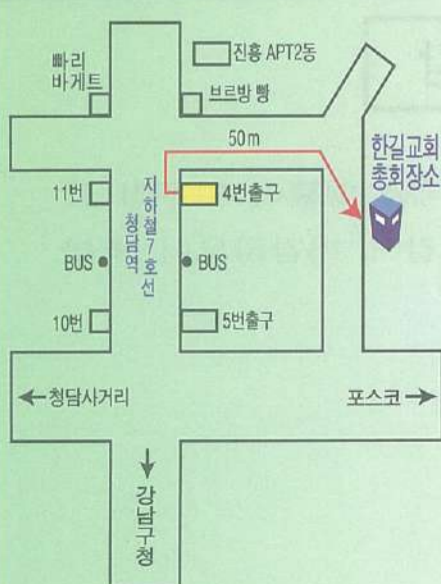 진흥 APT2동
빠리
바게트
브르방 빵
50m
한길교회
총회장소
11번
4번출구
지하철7호선
청담역
BUS
BUS
10번
5번출구
←청담사거리
포스코→
강남구청